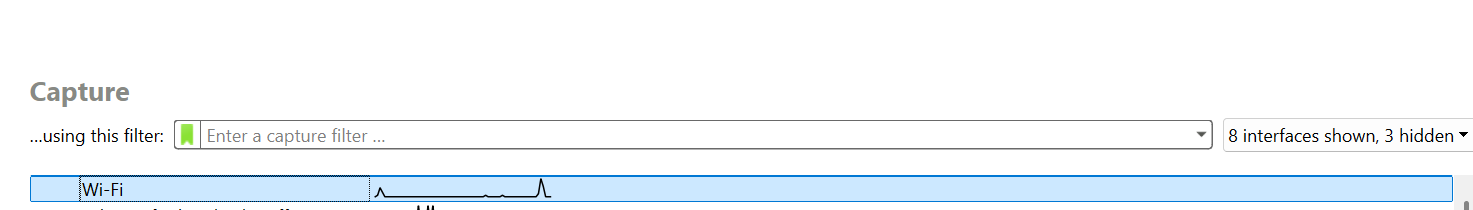 Capture
...using this filter: Enter a capture filter ... 8 interfaces shown, 3 hidden
Wi-Fi